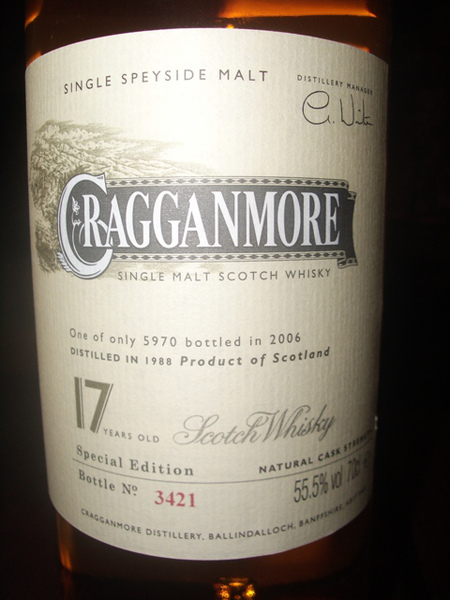 SINGLE SPEYSIDE MALT
DISTILLERY MANAGER
CRAGGANMORE
SINGLE MALT SCOTCH WHISKY
One of only 5970 bottled in 2006
DISTILLED IN 1988 Product of Scotland
17 YEARS OLD
Scotch Whisky
Special Edition
NATURAL CASK STRENGTH
Bottle Nº 3421
55.5% vol 70cl
CRAGGANMORE DISTILLERY, BALLINDALLOCH, BANFFSHIRE